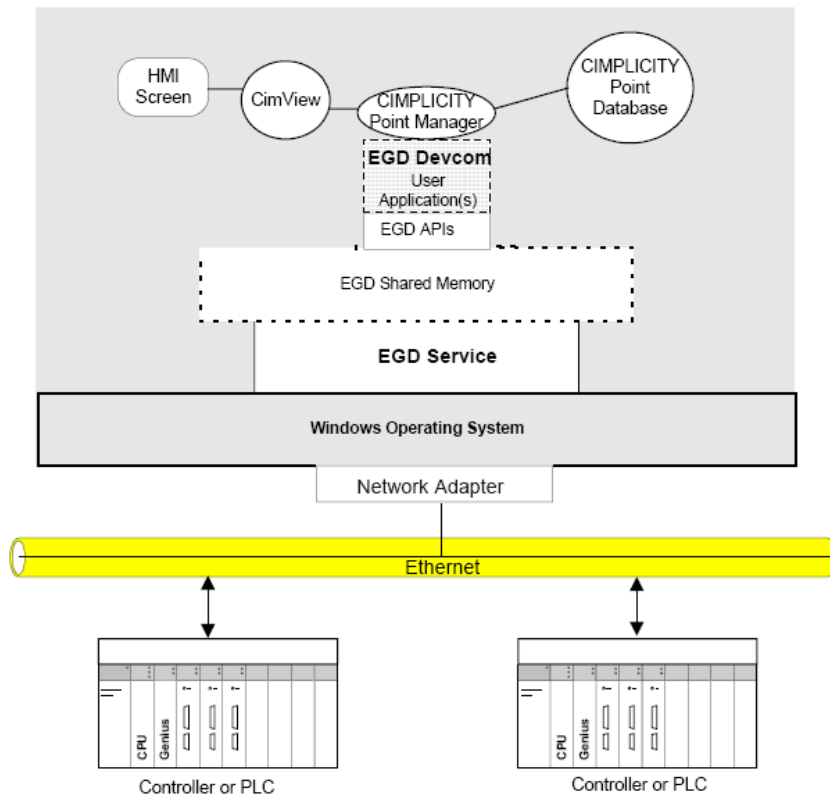 HMI
Screen
CimView
CIMPLICITY
Point Manager
CIMPLICITY
Point
Database
EGD Devcom
User
Application(s)
EGD APIs
EGD Shared Memory
EGD Service
Windows Operating System
Network Adapter
Ethernet
CPU
Genius
CPU
Genius
Controller or PLC
Controller or PLC